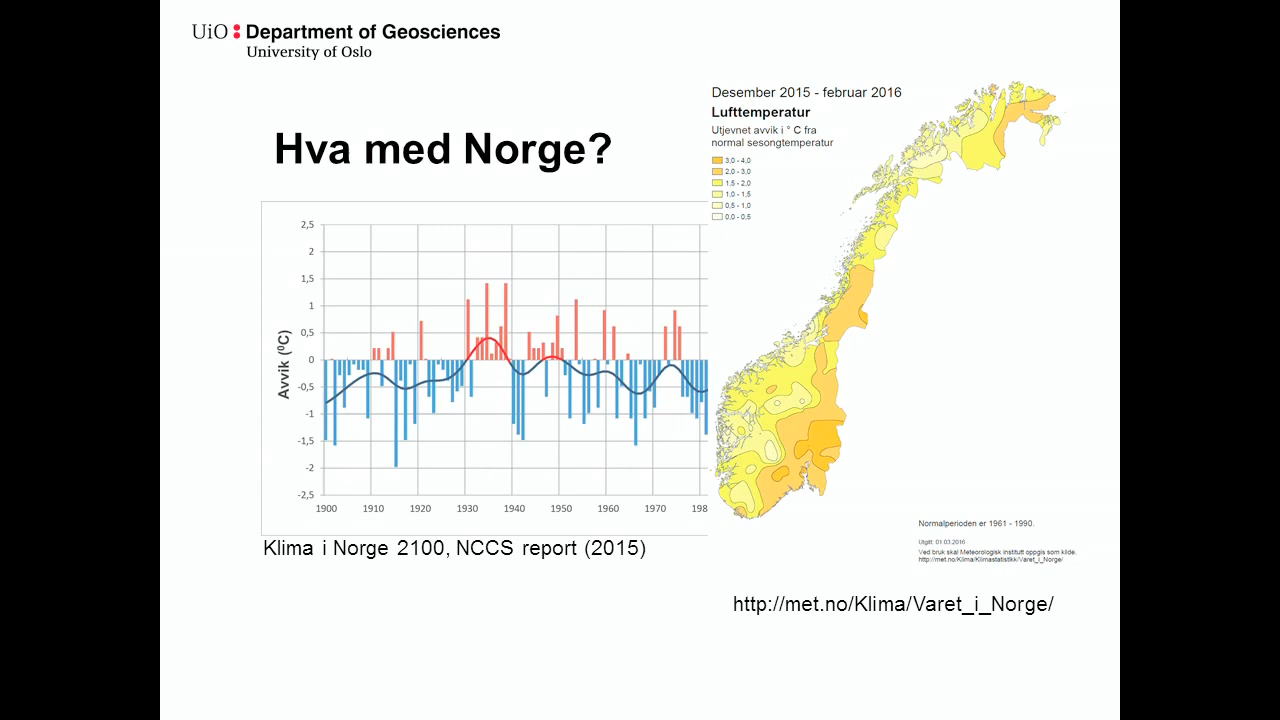 UiO Department of Geosciences
University of Oslo
Hva med Norge?
Desember 2015 - februar 2016
Lufttemperatur
Utjevnet avvik i ° C fra
normal sesongtemperatur
3,0 - 4,0
2,0 - 3,0
1,5 - 2,0
1,0 - 1,5
0,5 - 1,0
0,0 - 0,5
Avvik (⁰C)
2,5
2
1,5
1
0,5
0
-0,5
-1
-1,5
-2
-2,5
1900 1910 1920 1930 1940 1950 1960 1970 198
Klima i Norge 2100, NCCS report (2015)
Normalperioden er 1961 - 1990.
Utgitt: 01.03.2016
Ved bruk skal Meteorologisk institutt oppgis som kilde.
http://met.no/Klima/Klimastatistikk/Varet_i_Norge/
http://met.no/Klima/Varet_i_Norge/